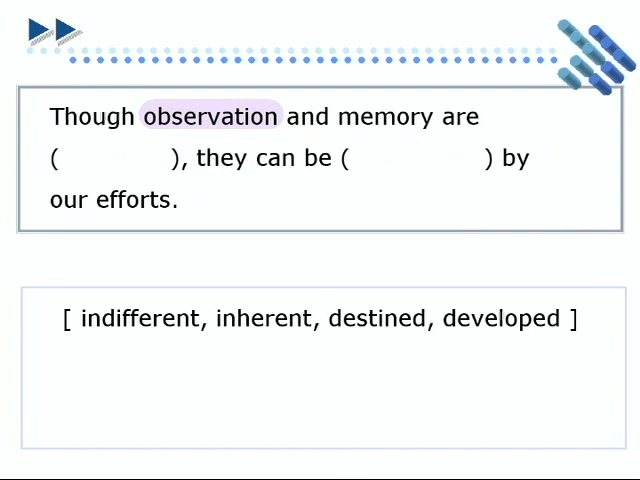 Though observation and memory are
(          ), they can be (          ) by
our efforts.
[ indifferent, inherent, destined, developed ]